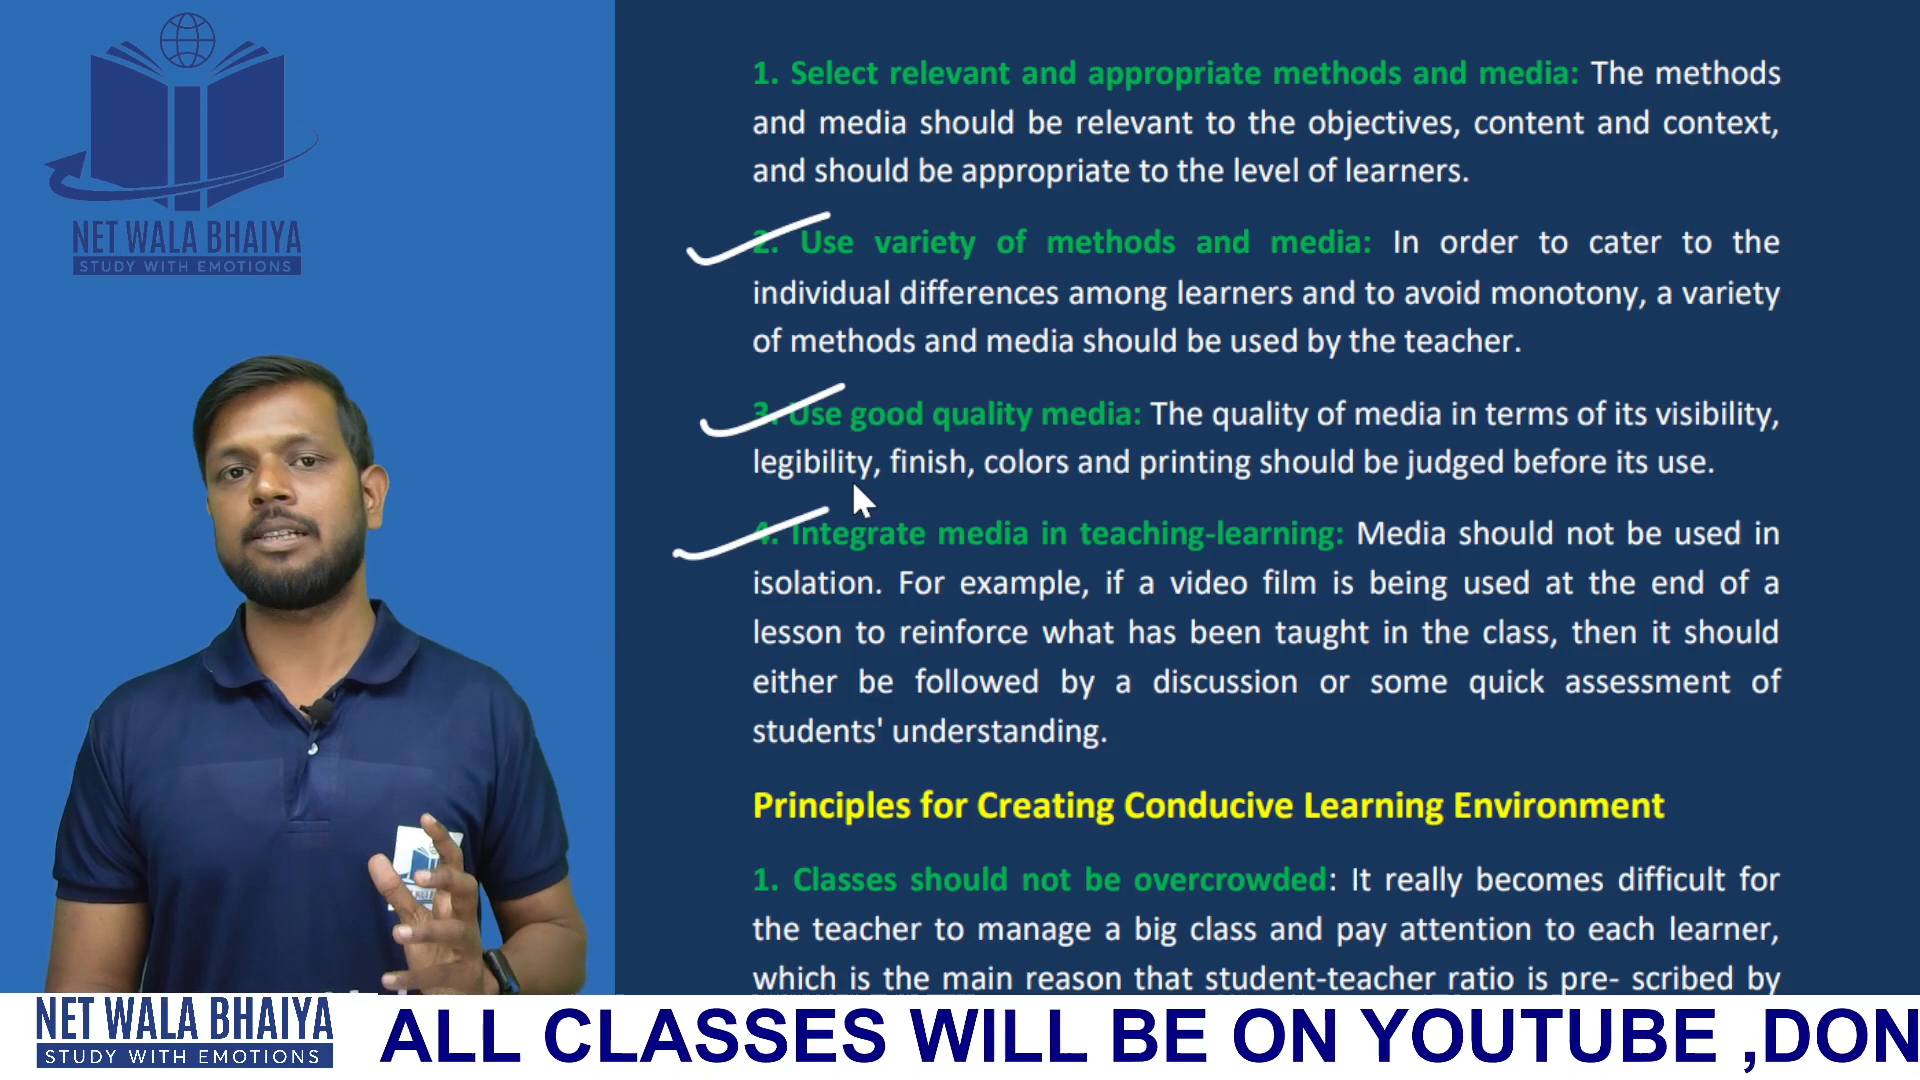 NET WALA BHAIYA
STUDY WITH EMOTIONS
1. Select relevant and appropriate methods and media: The methods
and media should be relevant to the objectives, content and context,
and should be appropriate to the level of learners.
2. Use variety of methods and media: In order to cater to the
individual differences among learners and to avoid monotony, a variety
of methods and media should be used by the teacher.
3. Use good quality media: The quality of media in terms of its visibility,
legibility, finish, colors and printing should be judged before its use.
4. Integrate media in teaching-learning: Media should not be used in
isolation. For example, if a video film is being used at the end of a
lesson to reinforce what has been taught in the class, then it should
either be followed by a discussion or some quick assessment of
students' understanding.
Principles for Creating Conducive Learning Environment
1. Classes should not be overcrowded: It really becomes difficult for
the teacher to manage a big class and pay attention to each learner,
which is the main reason that student-teacher ratio is pre- scribed by
NET WALA BHAIYA
STUDY WITH EMOTIONS
ALL CLASSES WILL BE ON YOUTUBE ,DON